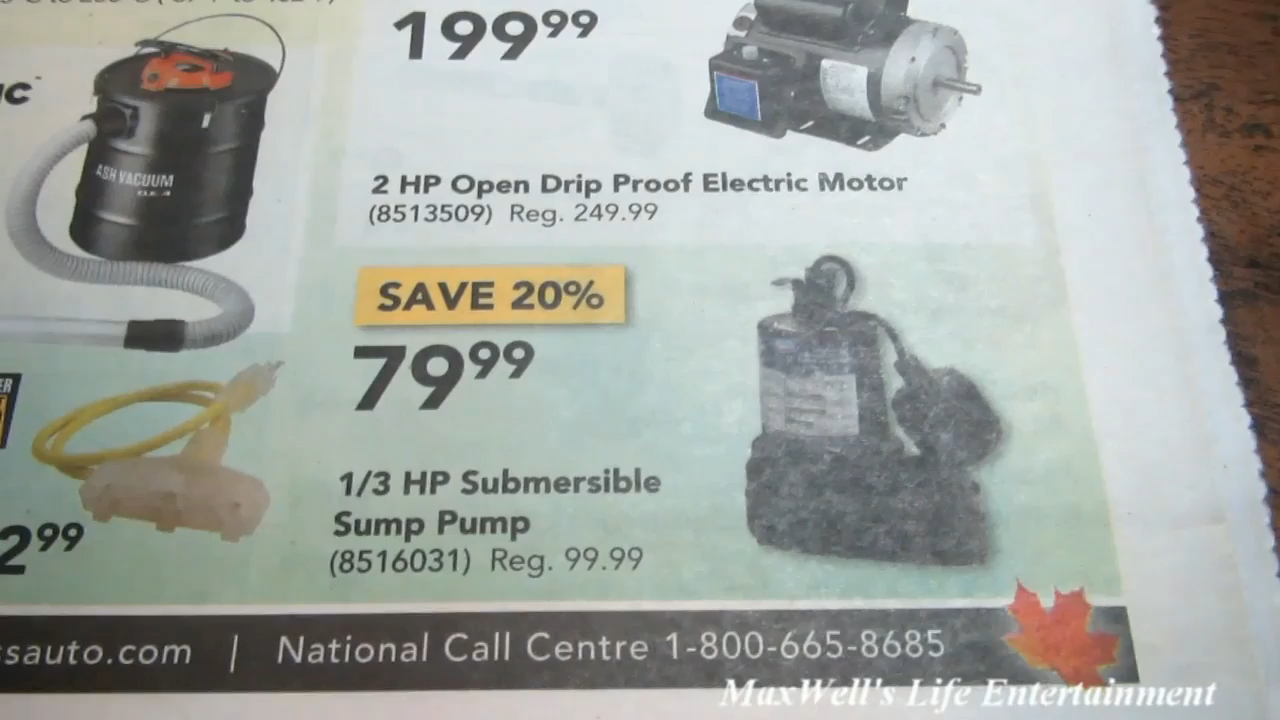 199.99
2 HP Open Drip Proof Electric Motor
(8513509) Reg. 249.99
ASH VACUUM
SAVE 20%
79.99
1/3 HP Submersible
Sump Pump
(8516031) Reg. 99.99
2.99
ssauto.com | National Call Centre 1-800-665-8685
MaxWell's Life Entertainment